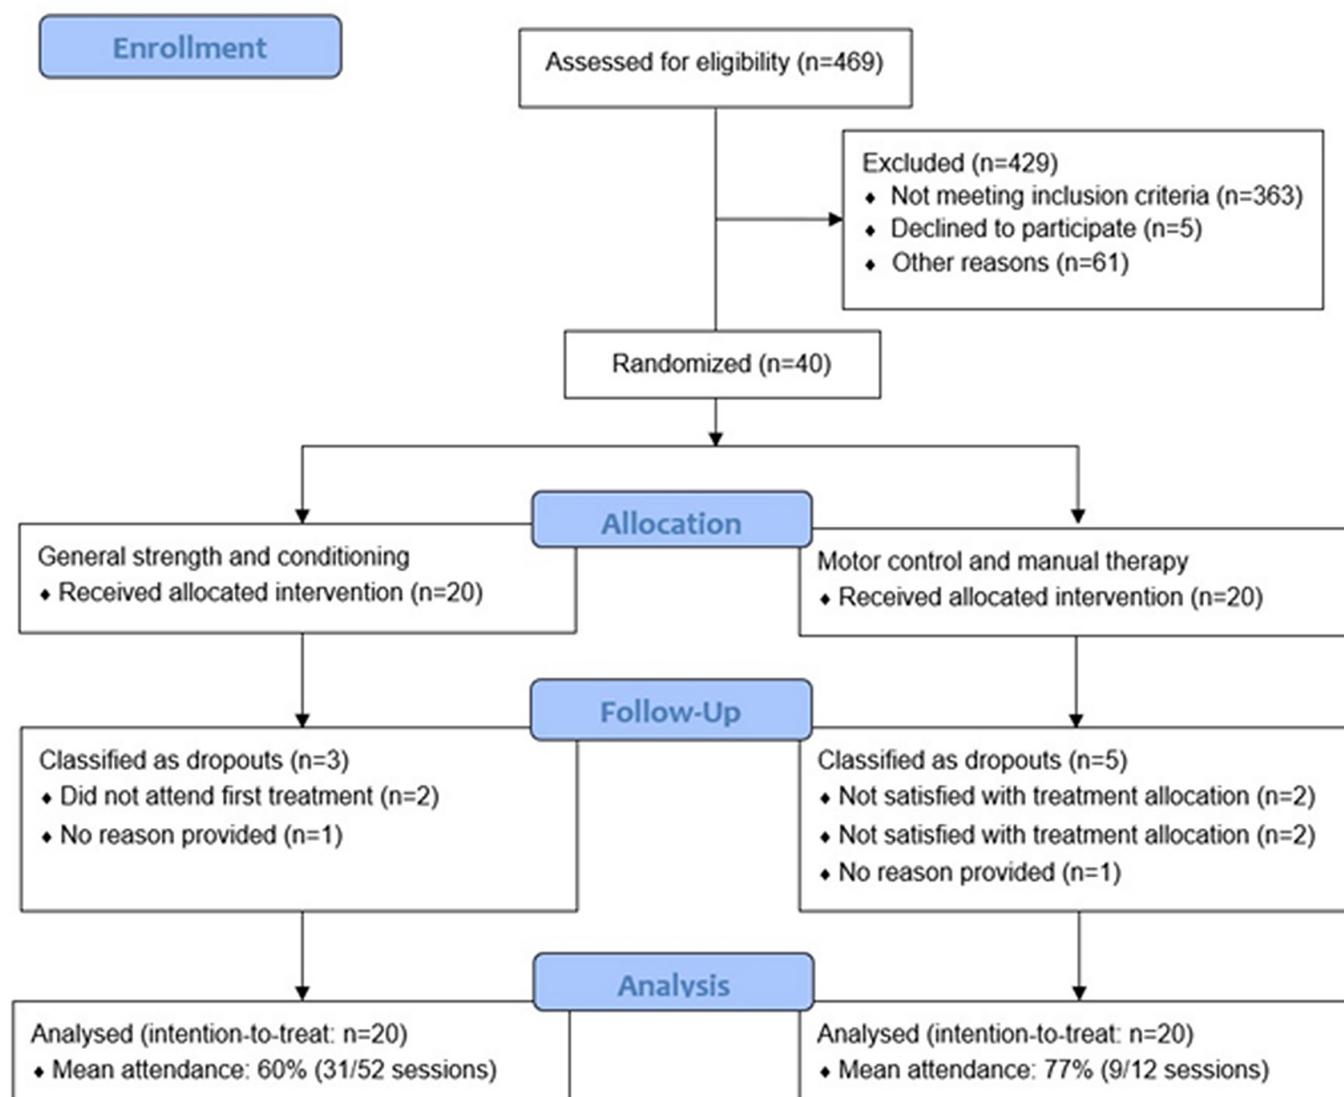 Enrollment
Assessed for eligibility (n=469)
Excluded (n=429)
♦ Not meeting inclusion criteria (n=363)
♦ Declined to participate (n=5)
♦ Other reasons (n=61)
Randomized (n=40)
Allocation
General strength and conditioning
♦ Received allocated intervention (n=20)
Motor control and manual therapy
♦ Received allocated intervention (n=20)
Follow-Up
Classified as dropouts (n=3)
♦ Did not attend first treatment (n=2)
♦ No reason provided (n=1)
Classified as dropouts (n=5)
♦ Not satisfied with treatment allocation (n=2)
♦ Not satisfied with treatment allocation (n=2)
♦ No reason provided (n=1)
Analysis
Analysed (intention-to-treat: n=20)
♦ Mean attendance: 60% (31/52 sessions)
Analysed (intention-to-treat: n=20)
♦ Mean attendance: 77% (9/12 sessions)